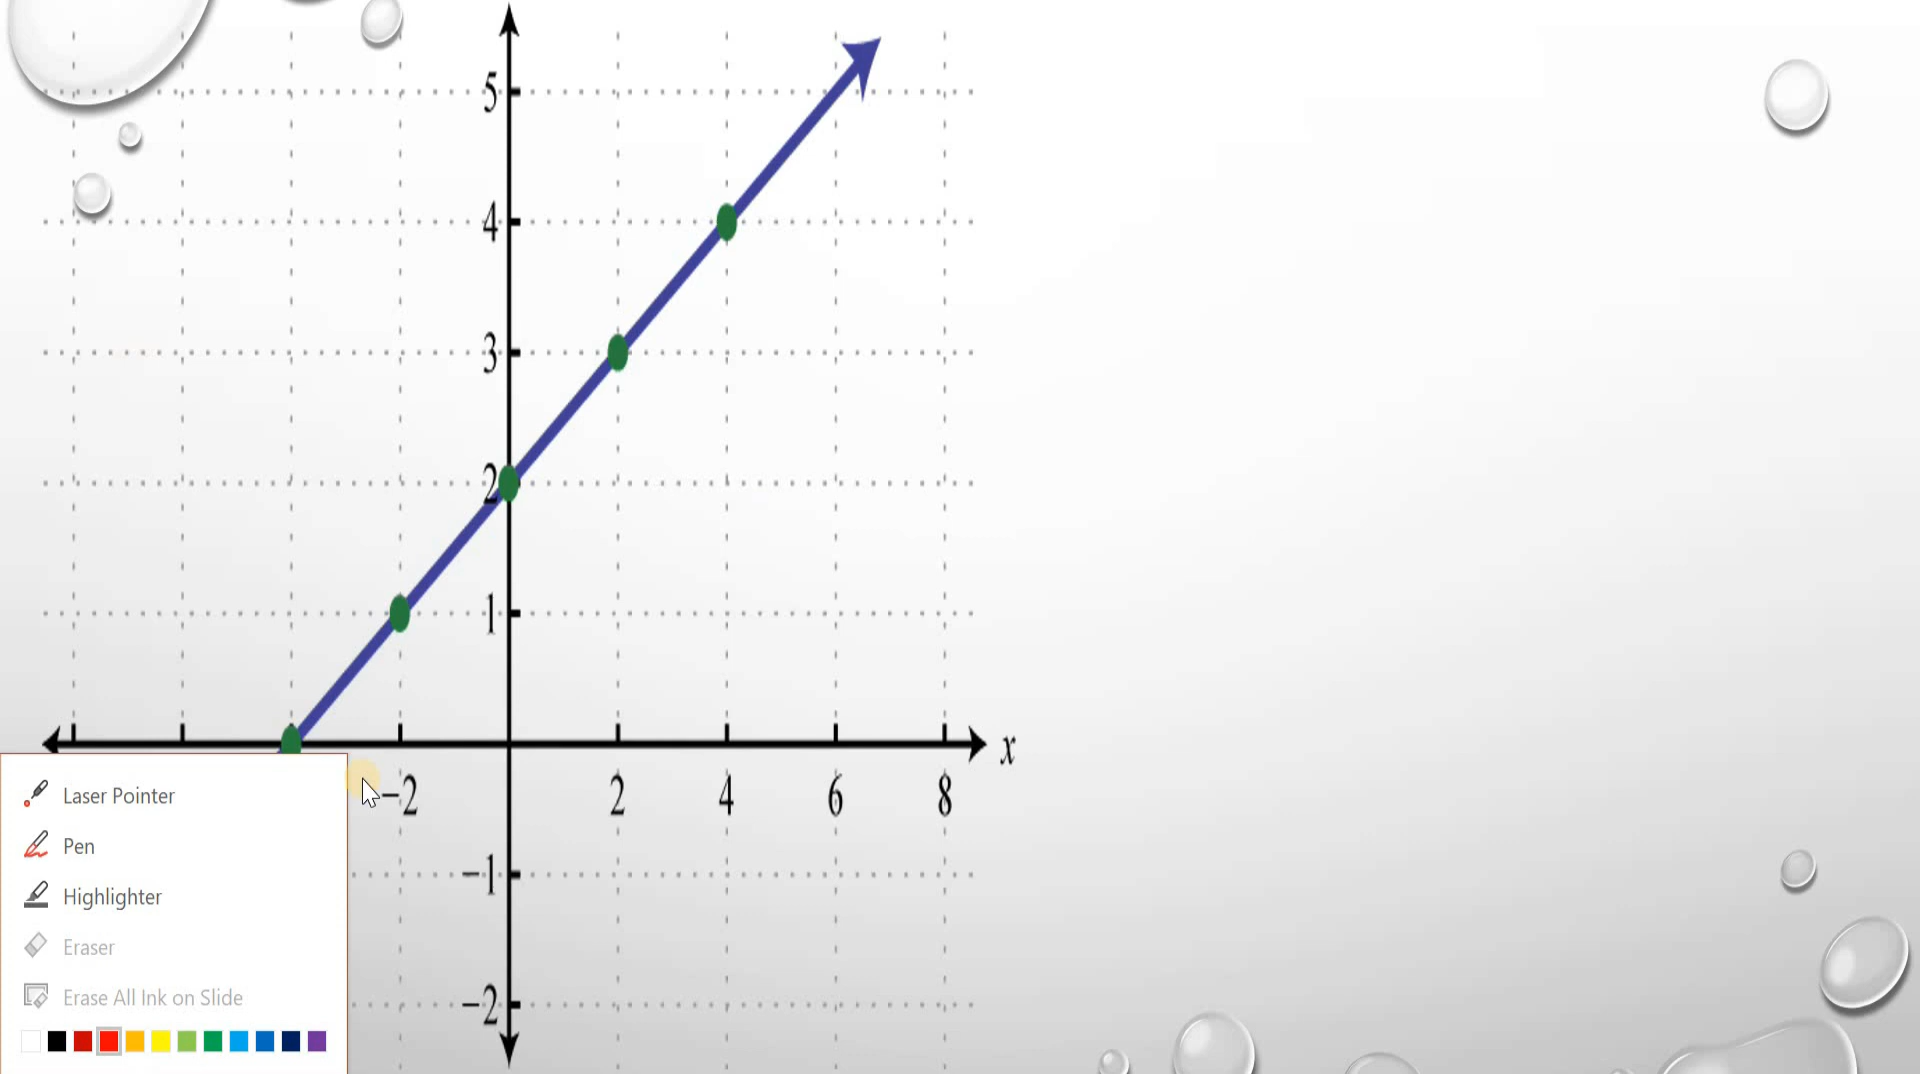 5
4
3
2
1
x
−2 2 4 6 8
−1
−2
Laser Pointer
Pen
Highlighter
Eraser
Erase All Ink on Slide